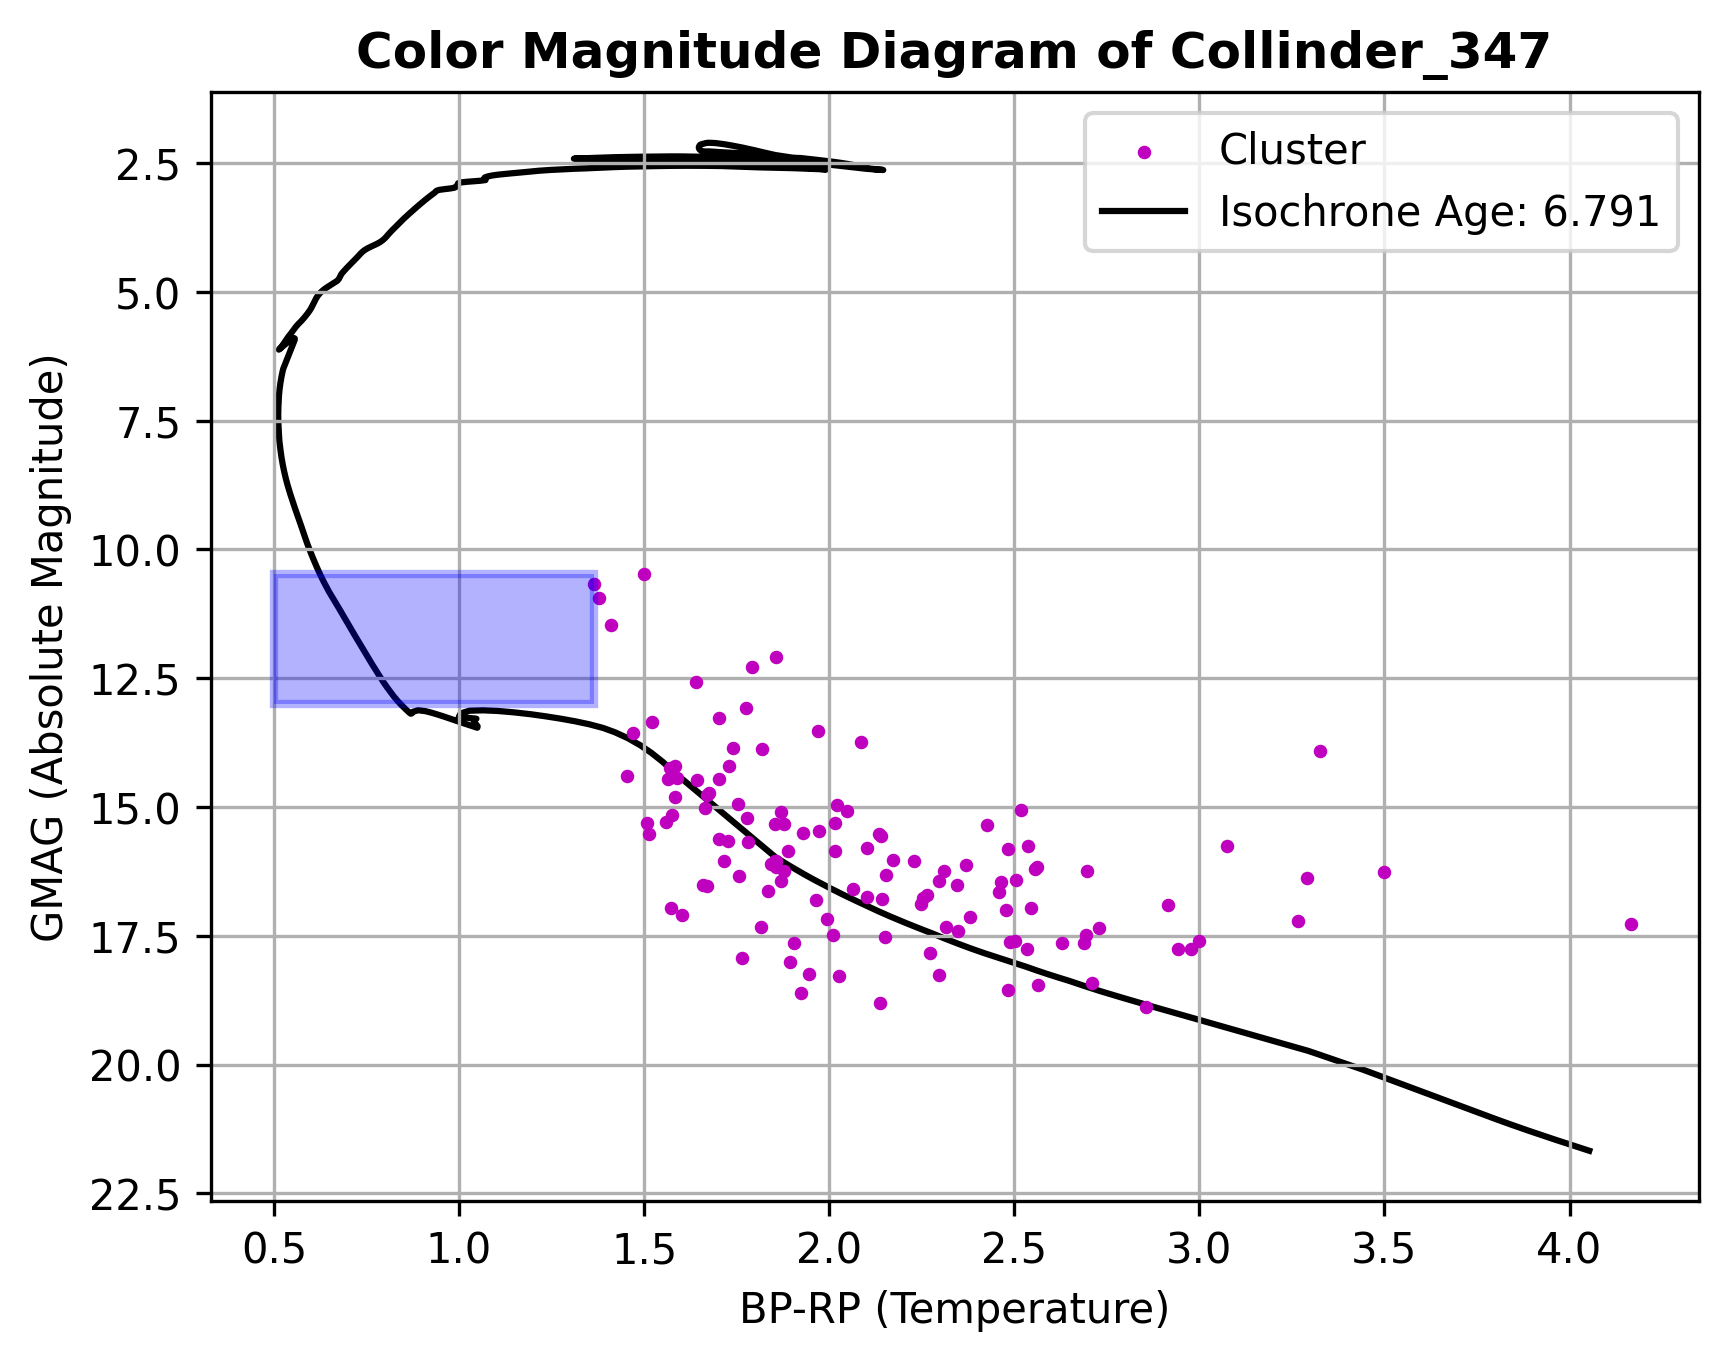 Color Magnitude Diagram of Collinder_347
Cluster
Isochrone Age: 6.791
GMAG (Absolute Magnitude)
2.5
5.0
7.5
10.0
12.5
15.0
17.5
20.0
22.5
0.5 1.0 1.5 2.0 2.5 3.0 3.5 4.0
BP-RP (Temperature)